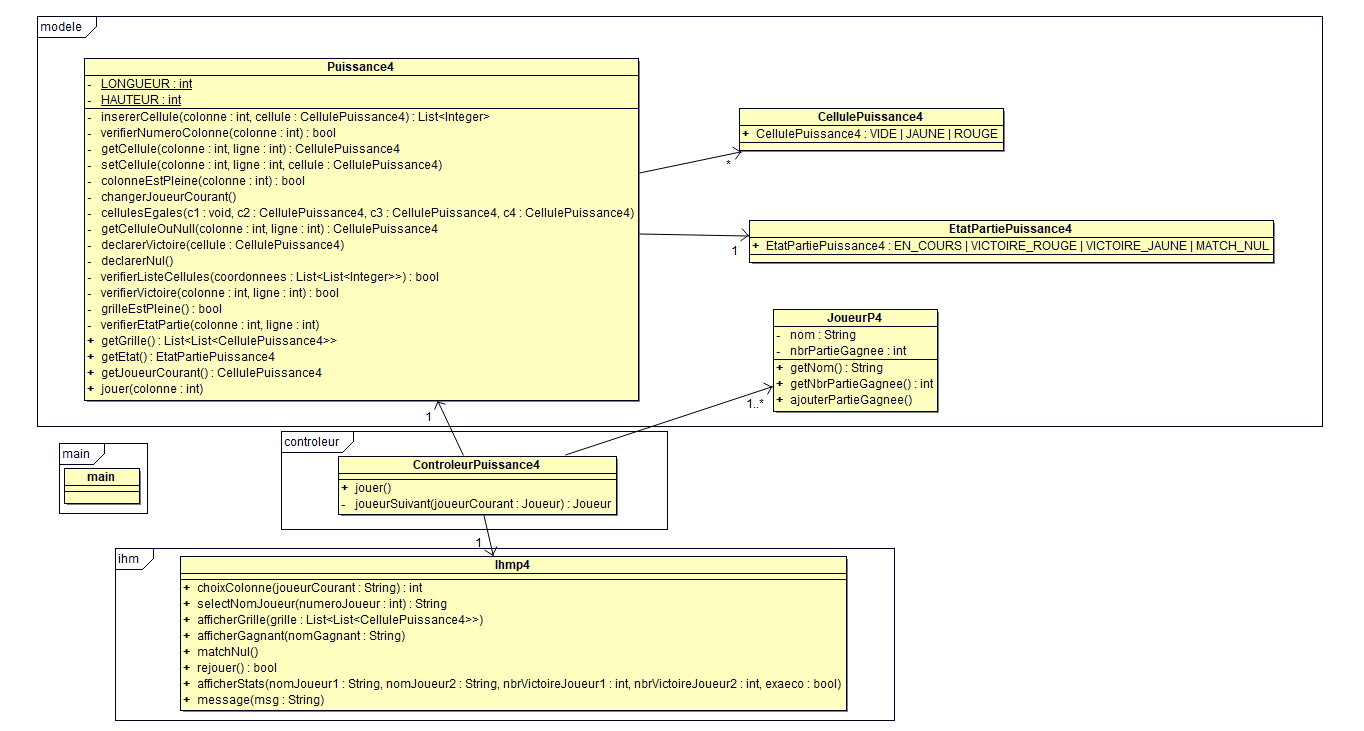 modele
Puissance4
- LONGUEUR : int
- HAUTEUR : int
- insererCellule(colonne : int, cellule : CellulePuissance4) : List<Integer>
- verifierNumeroColonne(colonne : int) : bool
- getCellule(colonne : int, ligne : int) : CellulePuissance4
- setCellule(colonne : int, ligne : int, cellule : CellulePuissance4)
- colonneEstPleine(colonne : int) : bool
- changerJoueurCourant()
- cellulesEgales(c1 : void, c2 : CellulePuissance4, c3 : CellulePuissance4, c4 : CellulePuissance4)
- getCelluleOuNull(colonne : int, ligne : int) : CellulePuissance4
- declarerVictoire(cellule : CellulePuissance4)
- declarerNul()
- verifierListeCellules(coordonnees : List<List<Integer>>) : bool
- verifierVictoire(colonne : int, ligne : int) : bool
- grilleEstPleine() : bool
- verifierEtatPartie(colonne : int, ligne : int)
+ getGrille() : List<List<CellulePuissance4>>
+ getEtat() : EtatPartiePuissance4
+ getJoueurCourant() : CellulePuissance4
+ jouer(colonne : int)
CellulePuissance4
+ CellulePuissance4 : VIDE | JAUNE | ROUGE
*
EtatPartiePuissance4
+ EtatPartiePuissance4 : EN_COURS | VICTOIRE_ROUGE | VICTOIRE_JAUNE | MATCH_NUL
1
JoueurP4
- nom : String
- nbrPartieGagnee : int
+ getNom() : String
+ getNbrPartieGagnee() : int
+ ajouterPartieGagnee()
1..*
1
main
main
controleur
ControleurPuissance4
+ jouer()
- joueurSuivant(joueurCourant : Joueur) : Joueur
1
ihm
Ihmp4
+ choixColonne(joueurCourant : String) : int
+ selectNomJoueur(numeroJoueur : int) : String
+ afficherGrille(grille : List<List<CellulePuissance4>>)
+ afficherGagnant(nomGagnant : String)
+ matchNul()
+ rejouer() : bool
+ afficherStats(nomJoueur1 : String, nomJoueur2 : String, nbrVictoireJoueur1 : int, nbrVictoireJoueur2 : int, exaeco : bool)
+ message(msg : String)